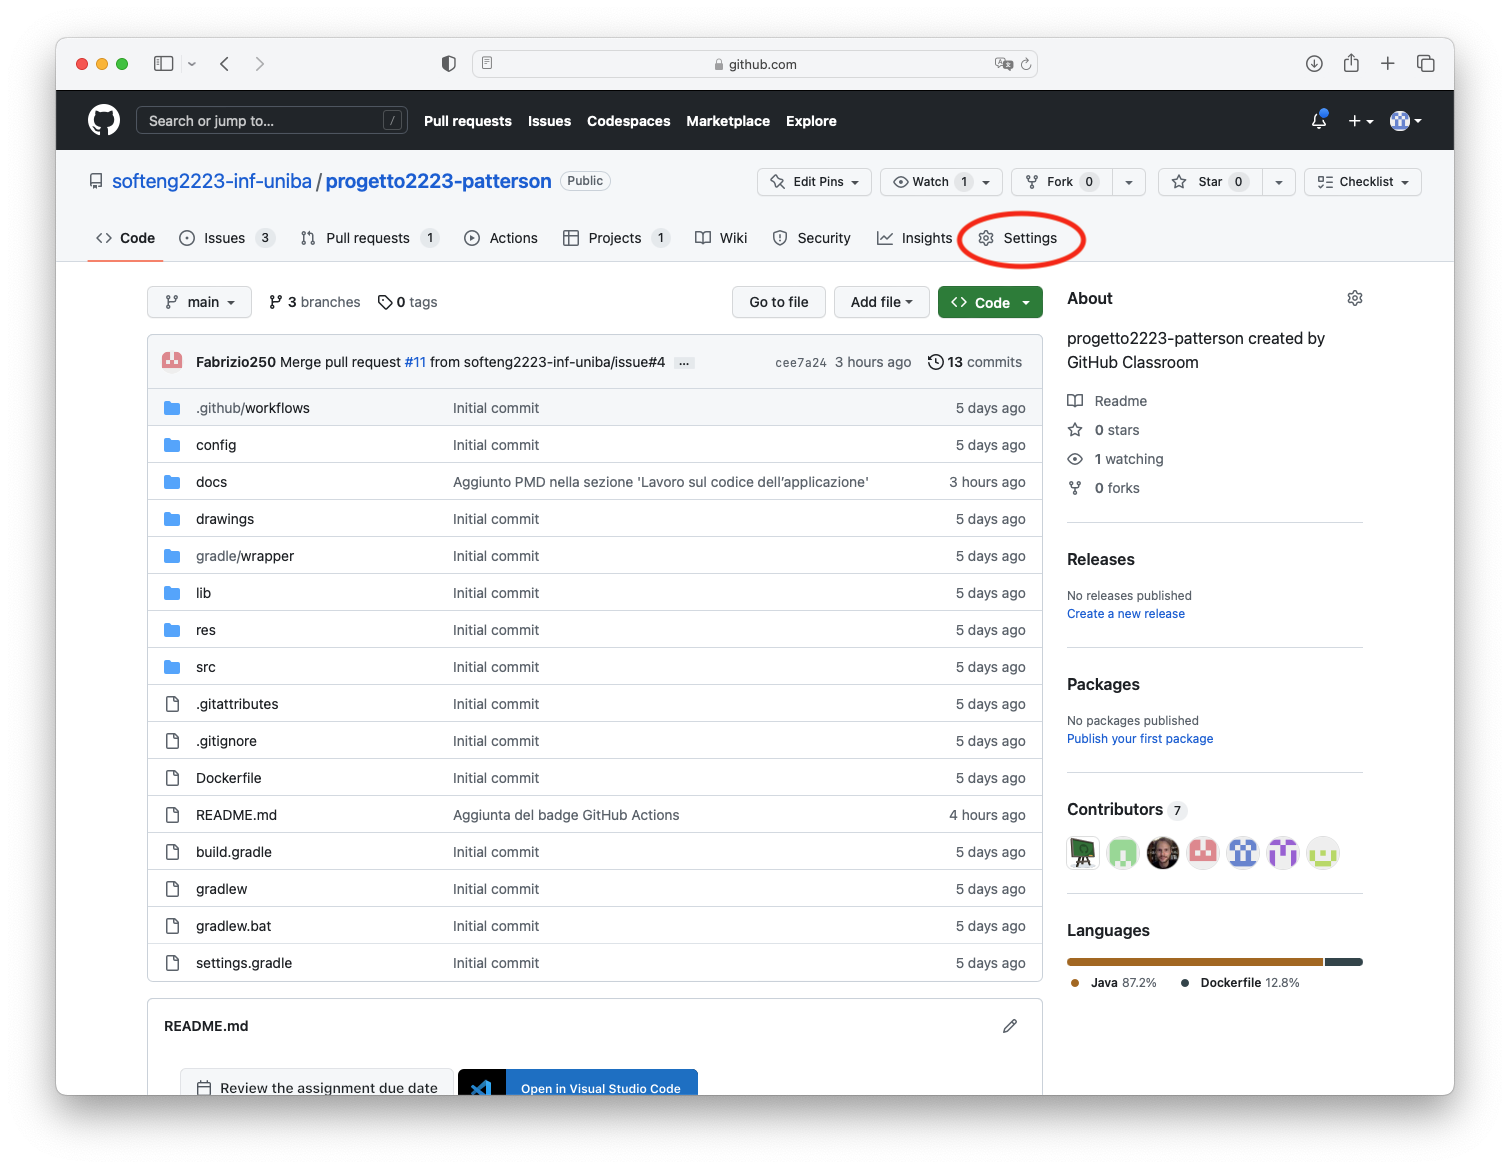 github.com
Search or jump to... /
Pull requests Issues Codespaces Marketplace Explore
softeng2223-inf-uniba / progetto2223-patterson Public
Edit Pins Watch 1 Fork 0 Star 0 Checklist
Code Issues 3 Pull requests 1 Actions Projects 1 Wiki Security Insights Settings
main 3 branches 0 tags Go to file Add file Code
Fabrizio250 Merge pull request #11 from softeng2223-inf-uniba/issue#4 ... cee7a24 3 hours ago 13 commits
.github/workflows Initial commit 5 days ago
config Initial commit 5 days ago
docs Aggiunto PMD nella sezione 'Lavoro sul codice dell'applicazione' 3 hours ago
drawings Initial commit 5 days ago
gradle/wrapper Initial commit 5 days ago
lib Initial commit 5 days ago
res Initial commit 5 days ago
src Initial commit 5 days ago
.gitattributes Initial commit 5 days ago
.gitignore Initial commit 5 days ago
Dockerfile Initial commit 5 days ago
README.md Aggiunta del badge GitHub Actions 4 hours ago
build.gradle Initial commit 5 days ago
gradlew Initial commit 5 days ago
gradlew.bat Initial commit 5 days ago
settings.gradle Initial commit 5 days ago
README.md
Review the assignment due date Open in Visual Studio Code
About
progetto2223-patterson created by
GitHub Classroom
Readme
0 stars
1 watching
0 forks
Releases
No releases published
Create a new release
Packages
No packages published
Publish your first package
Contributors 7
Languages
Java 87.2% Dockerfile 12.8%